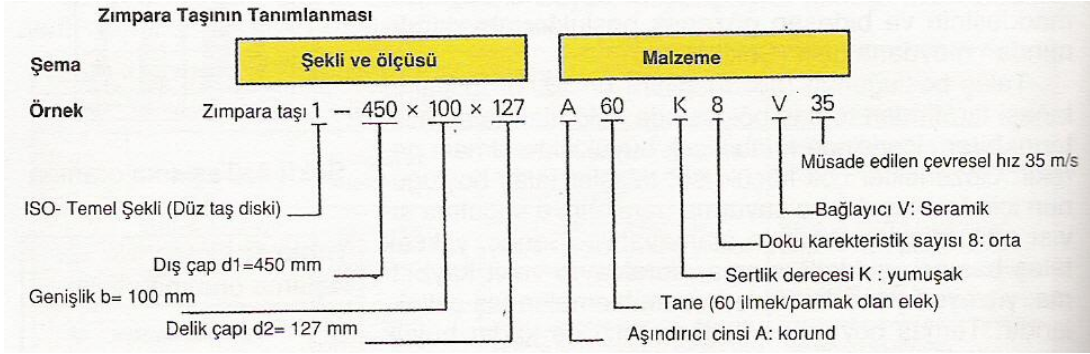 Zımpara Taşının Tanımlanması
Şema Şekli ve ölçüsü Malzeme
Örnek Zımpara taşı 1 – 450 × 100 × 127 A 60 K 8 V 35
Müsade edilen çevresel hız 35 m/s
ISO- Temel Şekli (Düz taş diski)
Bağlayıcı V: Seramik
Doku karekteristik sayısı 8: orta
Dış çap d1=450 mm
Sertlik derecesi K : yumuşak
Genişlik b= 100 mm
Tane (60 ilmek/parmak olan elek)
Delik çapı d2= 127 mm
Aşındırıcı cinsi A: korund